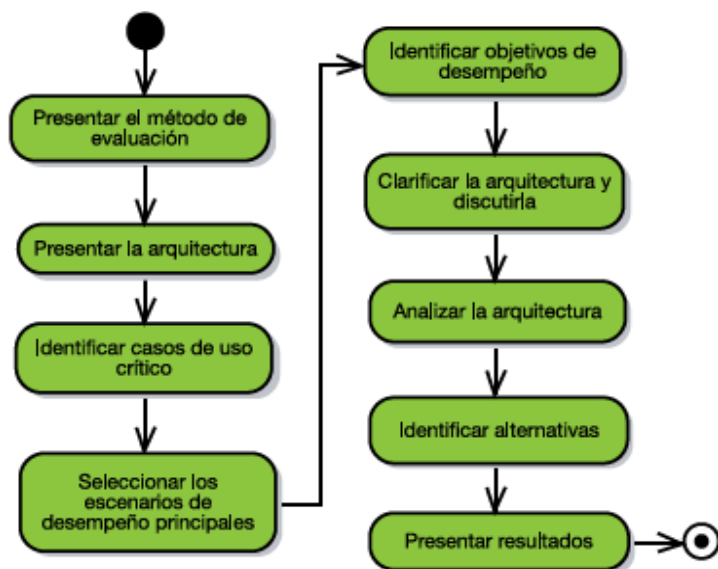 Presentar el método de
evaluación
Presentar la arquitectura
Identificar casos de uso
crítico
Seleccionar los
escenarios de
desempeño principales
Identificar objetivos de
desempeño
Clarificar la arquitectura y
discutirla
Analizar la arquitectura
Identificar alternativas
Presentar resultados